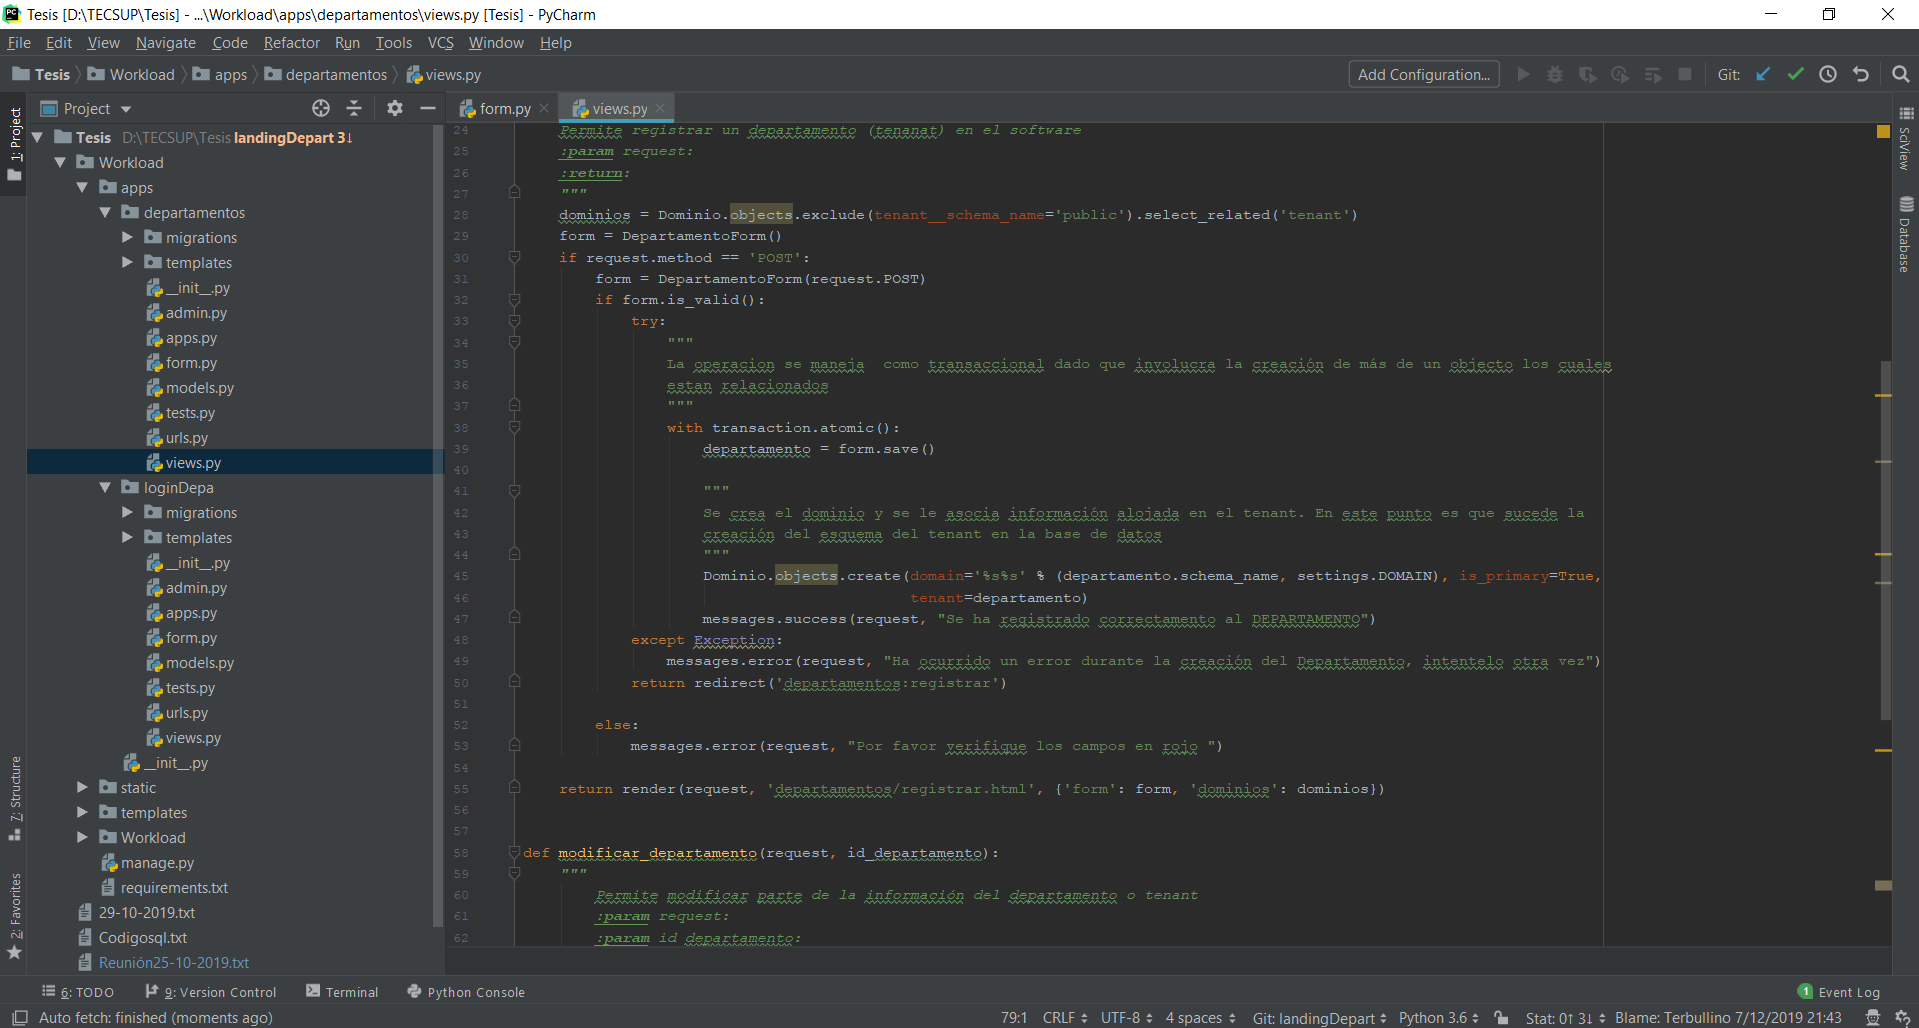 Tesis [D:\TECSUP\Tesis] - ...\Workload\apps\departamentos\views.py [Tesis] - PyCharm
File Edit View Navigate Code Refactor Run Tools VCS Window Help
Tesis Workload apps departamentos views.py Add Configuration... Git:
Project
form.py views.py
1: Project
7: Structure
2: Favorites
Tesis D:\TECSUP\Tesis landingDepart 3↓
Workload
apps
departamentos
migrations
templates
__init__.py
admin.py
apps.py
form.py
models.py
tests.py
urls.py
views.py
loginDepa
migrations
templates
__init__.py
admin.py
apps.py
form.py
models.py
tests.py
urls.py
views.py
__init__.py
static
templates
Workload
manage.py
requirements.txt
29-10-2019.txt
Codigosql.txt
Reunión25-10-2019.txt
24 Permite registrar un departamento (tenanat) en el software
25 :param request:
26 :return:
27 """
28 dominios = Dominio.objects.exclude(tenant__schema_name='public').select_related('tenant')
29 form = DepartamentoForm()
30 if request.method == 'POST':
31 form = DepartamentoForm(request.POST)
32 if form.is_valid():
33 try:
34 """
35 La operacion se maneja  como transaccional dado que involucra la creación de más de un objecto los cuales
36 estan relacionados
37 """
38 with transaction.atomic():
39 departamento = form.save()
40
41 """
42 Se crea el dominio y se le asocia información alojada en el tenant. En este punto es que sucede la
43 creación del esquema del tenant en la base de datos
44 """
45 Dominio.objects.create(domain='%s%s' % (departamento.schema_name, settings.DOMAIN), is_primary=True,
46 tenant=departamento)
47 messages.success(request, "Se ha registrado correctamento al DEPARTAMENTO")
48 except Exception:
49 messages.error(request, "Ha ocurrido un error durante la creación del Departamento, intentelo otra vez")
50 return redirect('departamentos:registrar')
51
52 else:
53 messages.error(request, "Por favor verifique los campos en rojo ")
54
55 return render(request, 'departamentos/registrar.html', {'form': form, 'dominios': dominios})
56
57
58 def modificar_departamento(request, id_departamento):
59 """
60 Permite modificar parte de la información del departamento o tenant
61 :param request:
62 :param id_departamento:
SciView
Database
6: TODO 9: Version Control Terminal Python Console 1 Event Log
Auto fetch: finished (moments ago) 79:1 CRLF UTF-8 4 spaces Git: landingDepart Python 3.6 Stat: 0↑ 3↓ Blame: Terbullino 7/12/2019 21:43